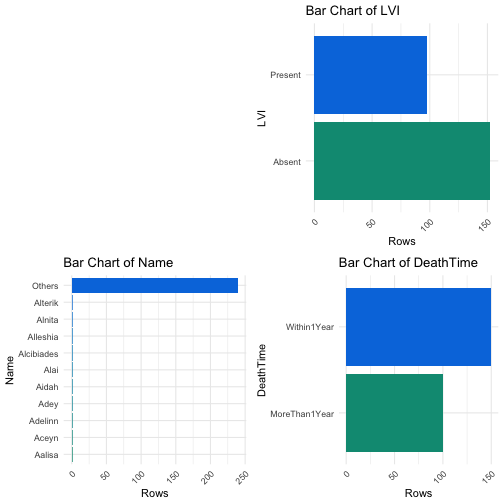 Bar Chart of LVI
LVI
Present
Absent
0 50 100 150
Rows
Bar Chart of Name
Name
Others
Alterik
Alnita
Alleshia
Alcibiades
Alai
Aidah
Adey
Adelinn
Aceyn
Aalisa
0 50 100 150 200 250
Rows
Bar Chart of DeathTime
DeathTime
Within1Year
MoreThan1Year
0 50 100 150
Rows